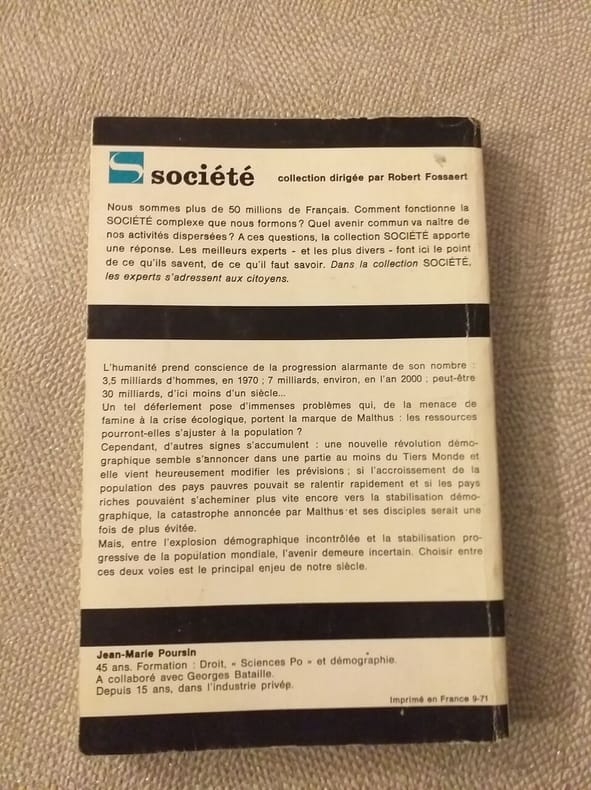 S société collection dirigée par Robert Fossaert
Nous sommes plus de 50 millions de Français. Comment fonctionne la
SOCIÉTÉ complexe que nous formons ? Quel avenir commun va naître de
nos activités dispersées ? A ces questions, la collection SOCIÉTÉ apporte
une réponse. Les meilleurs experts - et les plus divers - font ici le point
de ce qu'ils savent, de ce qu'il faut savoir. Dans la collection SOCIÉTÉ,
les experts s'adressent aux citoyens.
L'humanité prend conscience de la progression alarmante de son nombre :
3,5 milliards d'hommes, en 1970 ; 7 milliards, environ, en l'an 2000 ; peut-être
30 milliards, d'ici moins d'un siècle...
Un tel déferlement pose d'immenses problèmes qui, de la menace de
famine à la crise écologique, portent la marque de Malthus : les ressources
pourront-elles s'ajuster à la population ?
Cependant, d'autres signes s'accumulent : une nouvelle révolution démo-
graphique semble s'annoncer dans une partie au moins du Tiers Monde et
elle vient heureusement modifier les prévisions ; si l'accroissement de la
population des pays pauvres pouvait se ralentir rapidement et si les pays
riches pouvaient s'acheminer plus vite encore vers la stabilisation démo-
graphique, la catastrophe annoncée par Malthus et ses disciples serait une
fois de plus évitée.
Mais, entre l'explosion démographique incontrôlée et la stabilisation pro-
gressive de la population mondiale, l'avenir demeure incertain. Choisir entre
ces deux voies est le principal enjeu de notre siècle.
Jean-Marie Poursin
45 ans. Formation : Droit, « Sciences Po » et démographie.
A collaboré avec Georges Bataille.
Depuis 15 ans, dans l'industrie privée.
Imprimé en France 9-71